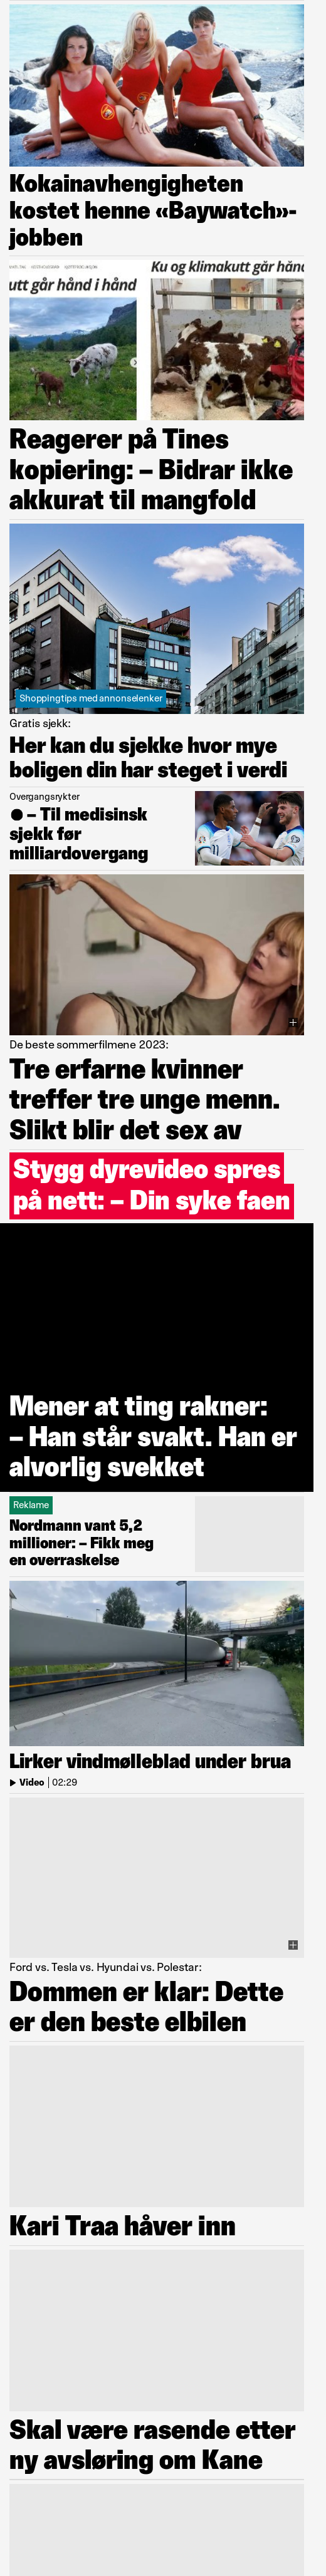 Kokainavhengigheten
kostet henne «Baywatch»-
jobben
utt går hånd i hånd
Ku og klimakutt går hånd
Reagerer på Tines
kopiering: – Bidrar ikke
akkurat til mangfold
Shoppingtips med annonselenker
Gratis sjekk:
Her kan du sjekke hvor mye
boligen din har steget i verdi
Overgangsrykter
● – Til medisinsk
sjekk før
milliardovergang
De beste sommerfilmene 2023:
Tre erfarne kvinner
treffer tre unge menn.
Slikt blir det sex av
Stygg dyrevideo spres
på nett: – Din syke faen
Mener at ting rakner:
– Han står svakt. Han er
alvorlig svekket
Reklame
Nordmann vant 5,2
millioner: – Fikk meg
en overraskelse
Lirker vindmølleblad under brua
Video | 02:29
Ford vs. Tesla vs. Hyundai vs. Polestar:
Dommen er klar: Dette
er den beste elbilen
Kari Traa håver inn
Skal være rasende etter
ny avsløring om Kane